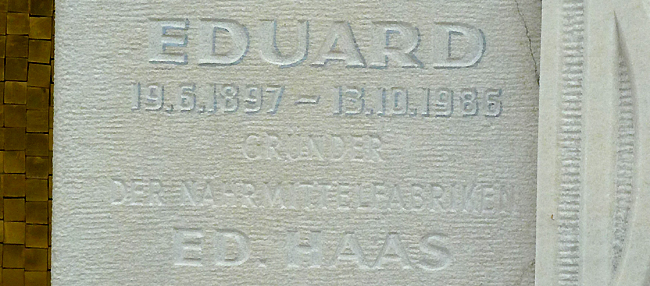 EDUARD
19.6.1897 – 13.10.1986
GRÜNDER
DER NÄHRMITTELFABRIKEN
ED. HAAS